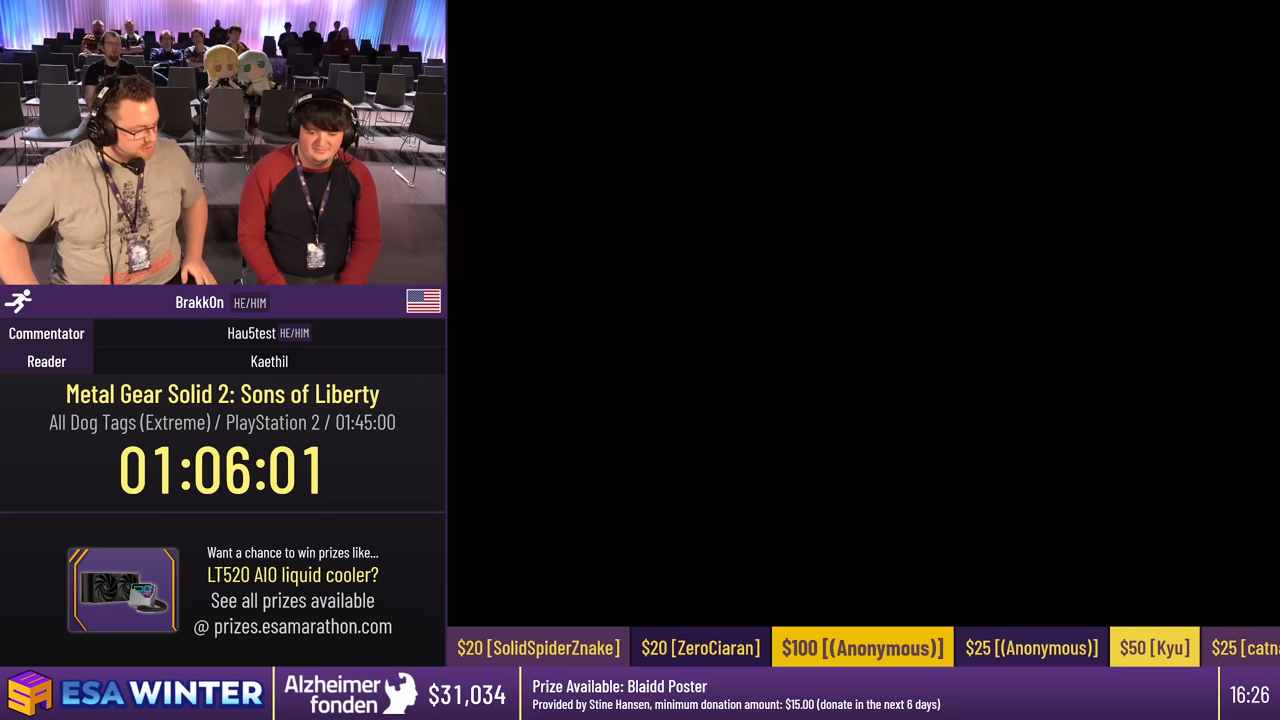 BrakkOn HE/HIM
Commentator
Hau5test HE/HIM
Reader
Kaethil
Metal Gear Solid 2: Sons of Liberty
All Dog Tags (Extreme) / PlayStation 2 / 01:45:00
01:06:01
Want a chance to win prizes like...
LT520 AIO liquid cooler?
See all prizes available
@ prizes.esamarathon.com
$20 [SolidSpiderZnake]
$20 [ZeroCiaran]
$100 [(Anonymous)]
$25 [(Anonymous)]
$50 [Kyu]
$25 [catna
ESA WINTER
Alzheimer
fonden
$31,034
Prize Available: Blaidd Poster
Provided by Stine Hansen, minimum donation amount: $15.00 (donate in the next 6 days)
16:26